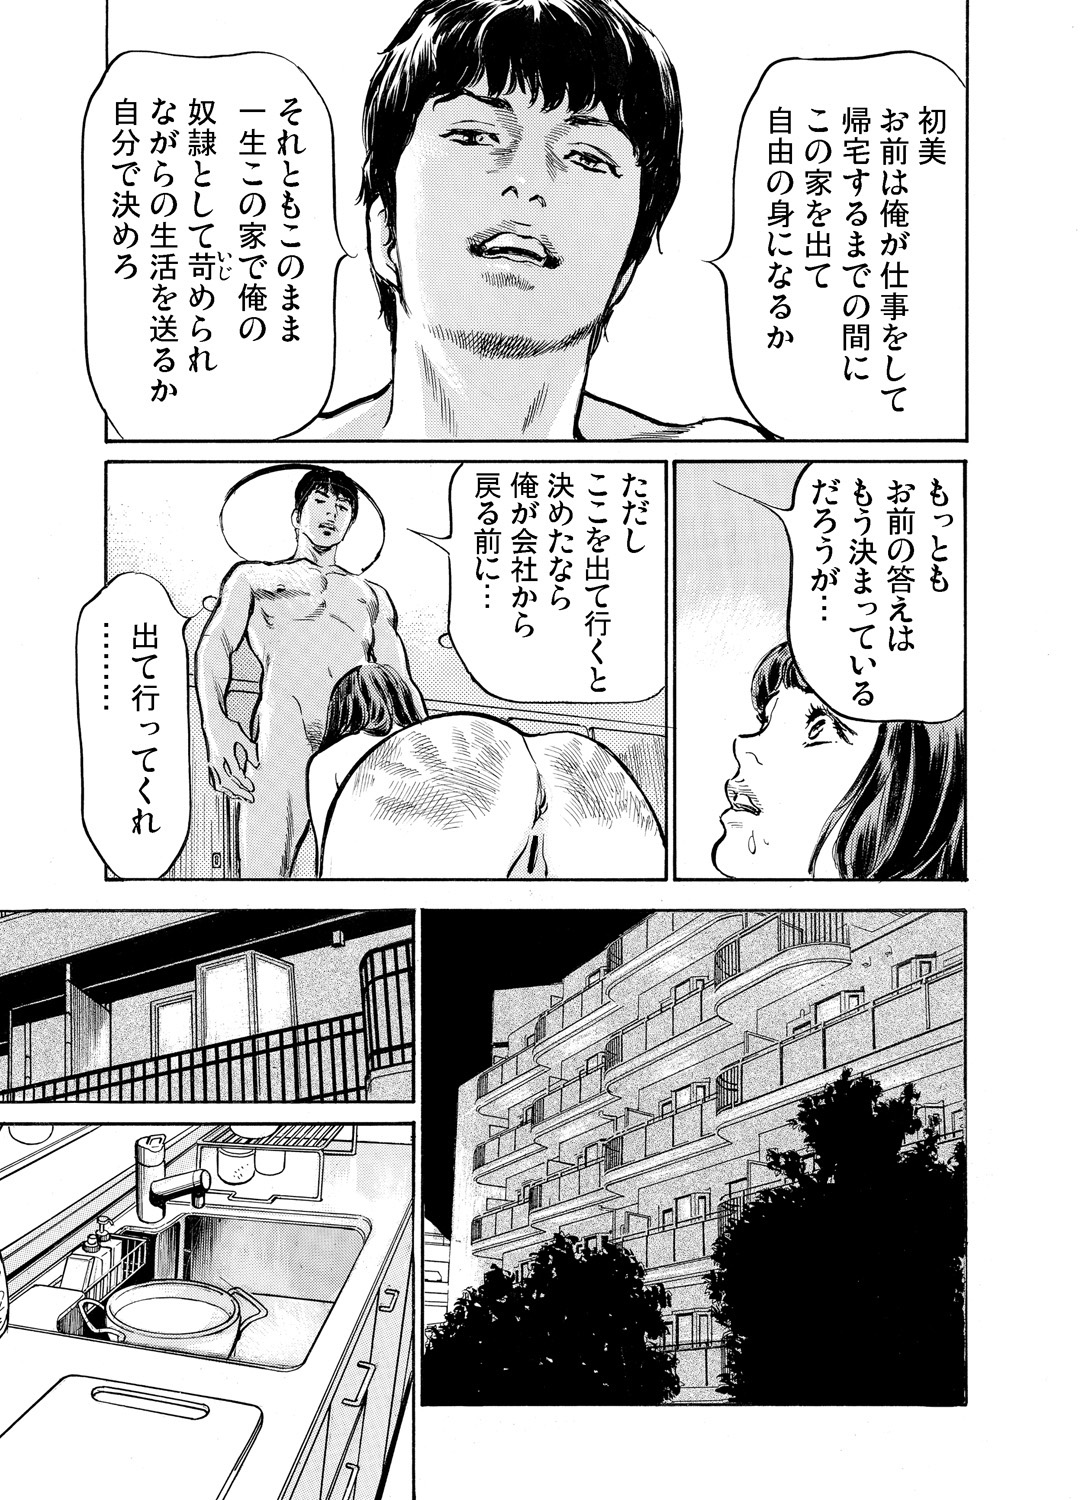 初美
お前は俺が仕事をして
帰宅するまでの間に
この家を出て
自由の身になるか
それともこのまま
一生この家で俺の
奴隷として苛められ
いじ
ながらの生活を送るか
自分で決めろ
もっとも
お前の答えは
もう決まっている
だろうが…
ただし
ここを出て行くと
決めたなら
俺が会社から
戻る前に…
出て行ってくれ
………